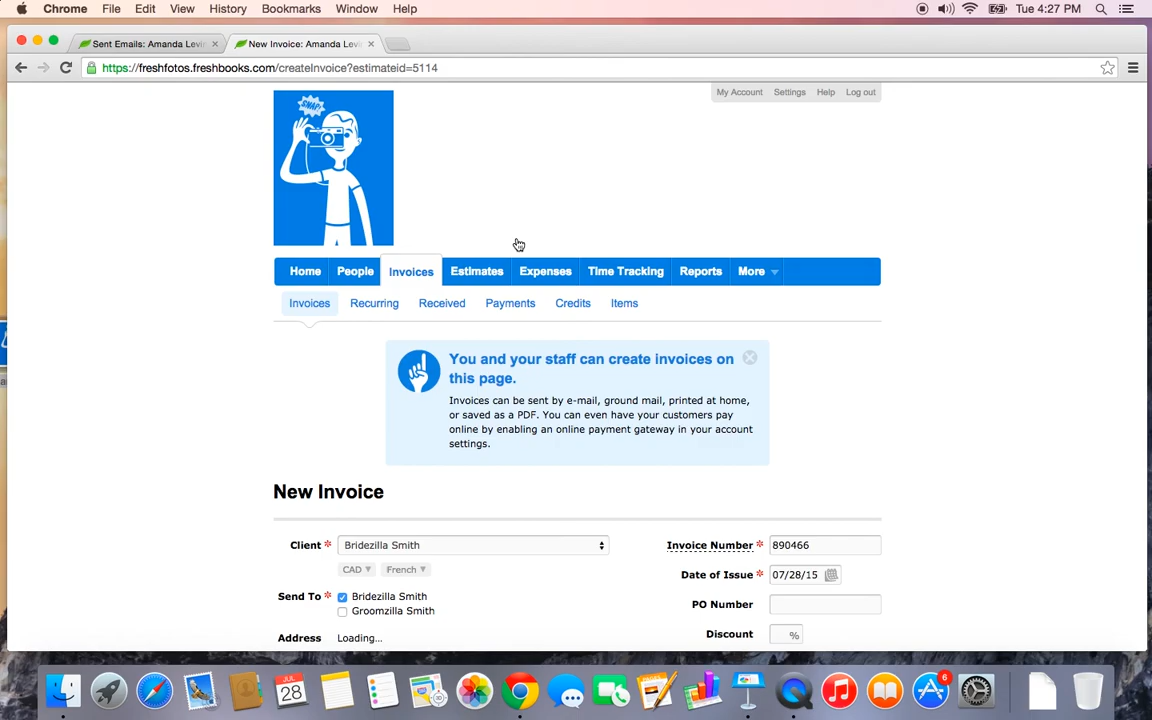 Chrome File Edit View History Bookmarks Window Help Tue 4:27 PM
Sent Emails: Amanda Levin
New Invoice: Amanda Levi
https://freshfotos.freshbooks.com/createInvoice?estimateid=5114
My Account Settings Help Log out
SNAP!
Home People Invoices Estimates Expenses Time Tracking Reports More
Invoices Recurring Received Payments Credits Items
You and your staff can create invoices on
this page.
Invoices can be sent by e-mail, ground mail, printed at home,
or saved as a PDF. You can even have your customers pay
online by enabling an online payment gateway in your account
settings.
New Invoice
Client * Bridezilla Smith
Invoice Number * 890466
CAD French
Date of Issue * 07/28/15
Send To * Bridezilla Smith
Groomzilla Smith
PO Number
Address Loading...
Discount %
JUL
28
6